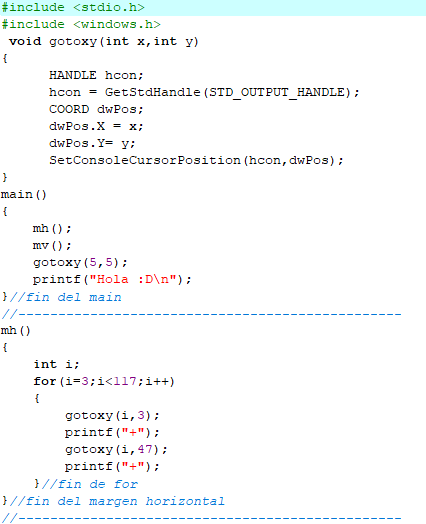 #include <stdio.h>
#include <windows.h>
void gotoxy(int x,int y)
{
HANDLE hcon;
hcon = GetStdHandle(STD_OUTPUT_HANDLE);
COORD dwPos;
dwPos.X = x;
dwPos.Y= y;
SetConsoleCursorPosition(hcon,dwPos);
}
main()
{
mh();
mv();
gotoxy(5,5);
printf("Hola :D\n");
}//fin del main
//------------------------------------------------
mh()
{
int i;
for(i=3;i<117;i++)
{
gotoxy(i,3);
printf("+");
gotoxy(i,47);
printf("+");
}//fin de for
}//fin del margen horizontal
//------------------------------------------------